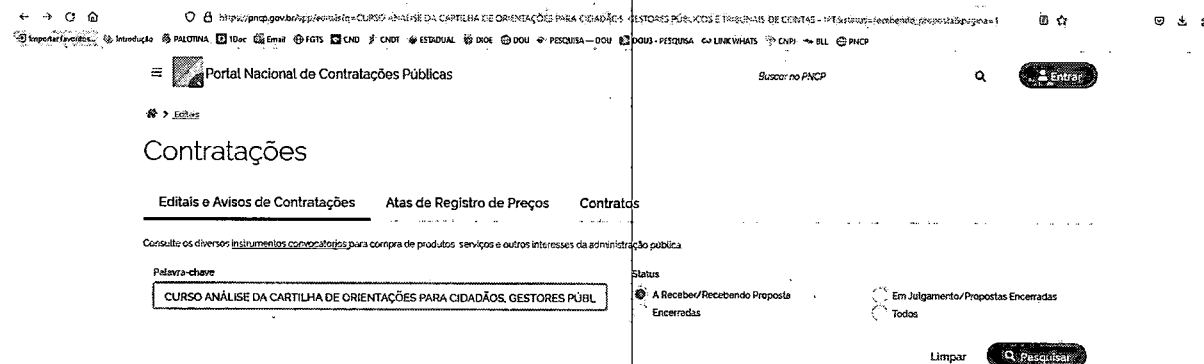 https://pncp.gov.br/app/editais?q=CURSO ANÁLISE DA CARTILHA DE ORIENTAÇÕES PARA CIDADÃOS, GESTORES PÚBLICOS E TRIBUNAIS DE CONTAS
Importar favoritos... Introdução PALOTINA 1Doc Email FGTS CND CNDT ESTADUAL DIOE DOU PESQUISA—DOU DOU3 - PESQUISA LINK WHATS CNPJ BLL PNCP
Portal Nacional de Contratações Públicas Buscar no PNCP Entrar
> Editais
Contratações
Editais e Avisos de Contratações Atas de Registro de Preços Contratos
Consulte os diversos instrumentos convocatórios para compra de produtos, serviços e outros interesses da administração pública
Palavra-chave Status
CURSO ANÁLISE DA CARTILHA DE ORIENTAÇÕES PARA CIDADÃOS, GESTORES PÚBL A Receber/Recebendo Proposta Em Julgamento/Propostas Encerradas
Encerradas Todos
Limpar Pesquisar